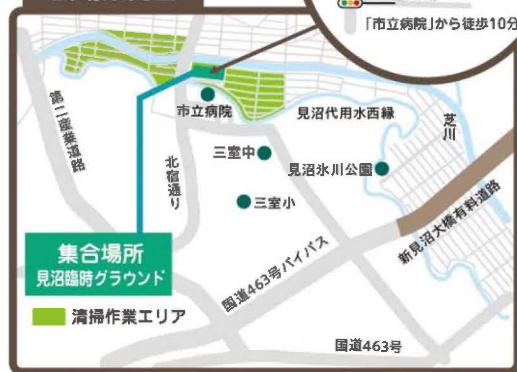 「市立病院」から徒歩10分
市立病院
見沼代用水西縁
芝川
第二産業道路
北宿通り
三室中
見沼氷川公園
三室小
新見沼大橋有料道路
集合場所
見沼臨時グラウンド
国道463号バイパス
清掃作業エリア
国道463号